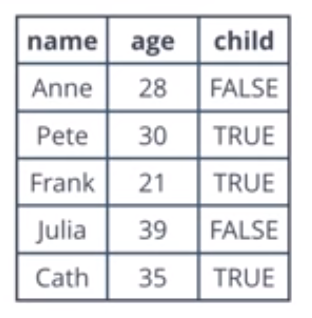 name age child
Anne 28 FALSE
Pete 30 TRUE
Frank 21 TRUE
Julia 39 FALSE
Cath 35 TRUE